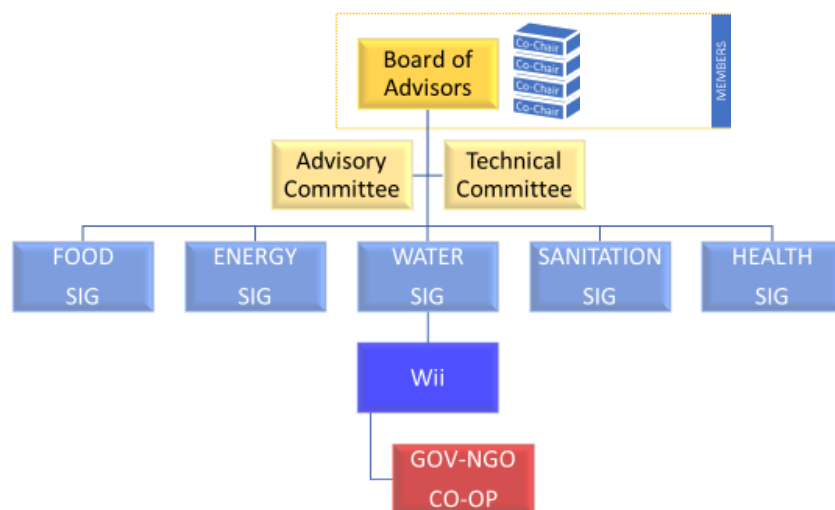 Board of
Advisors
Co-Chair
Co-Chair
Co-Chair
Co-Chair
MEMBERS
Advisory
Committee
Technical
Committee
FOOD
SIG
ENERGY
SIG
WATER
SIG
SANITATION
SIG
HEALTH
SIG
Wii
GOV-NGO
CO-OP